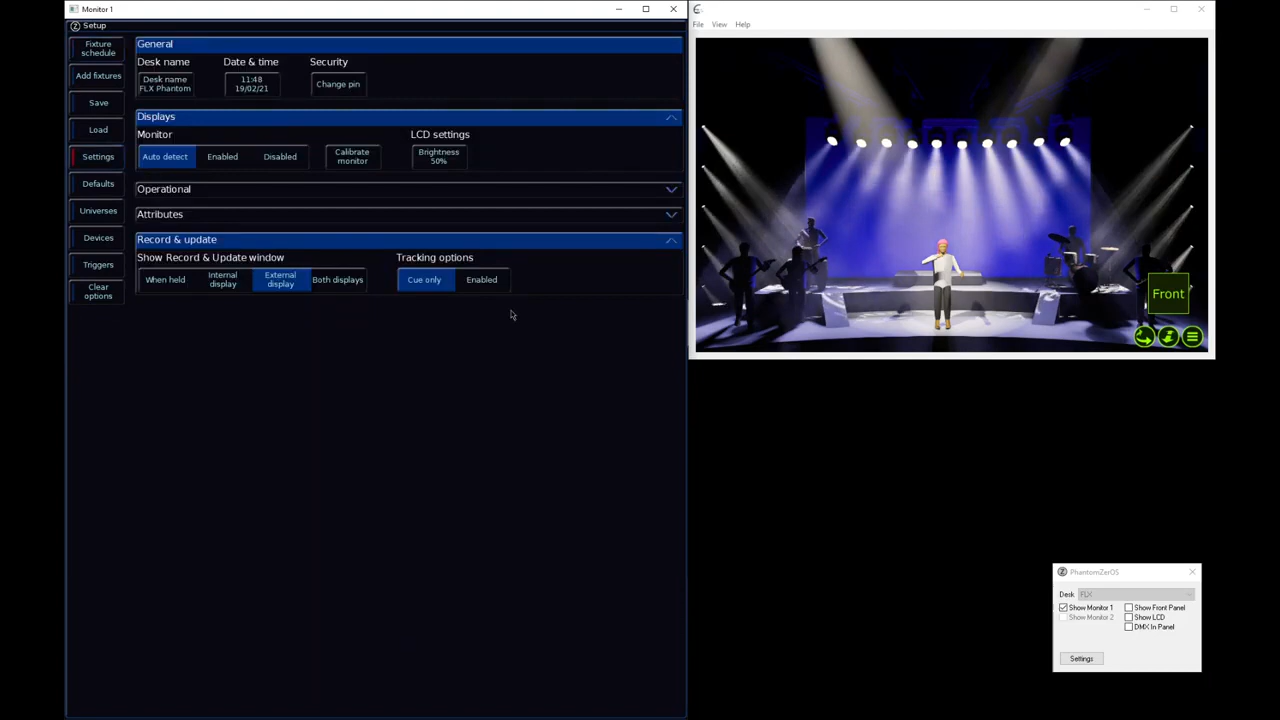 Monitor 1
Setup
Fixture
schedule
Add fixtures
Save
Load
Settings
Defaults
Universes
Devices
Triggers
Clear
options
General
Desk name
Date & time
Security
Desk name
FLX Phantom
11:48
19/02/21
Change pin
Displays
Monitor
LCD settings
Auto detect
Enabled
Disabled
Calibrate
monitor
Brightness
50%
Operational
Attributes
Record & update
Show Record & Update window
Tracking options
When held
Internal
display
External
display
Both displays
Cue only
Enabled
File View Help
Front
PhantomZerOS
Desk FLX
Show Monitor 1
Show Front Panel
Show Monitor 2
Show LCD
DMX In Panel
Settings